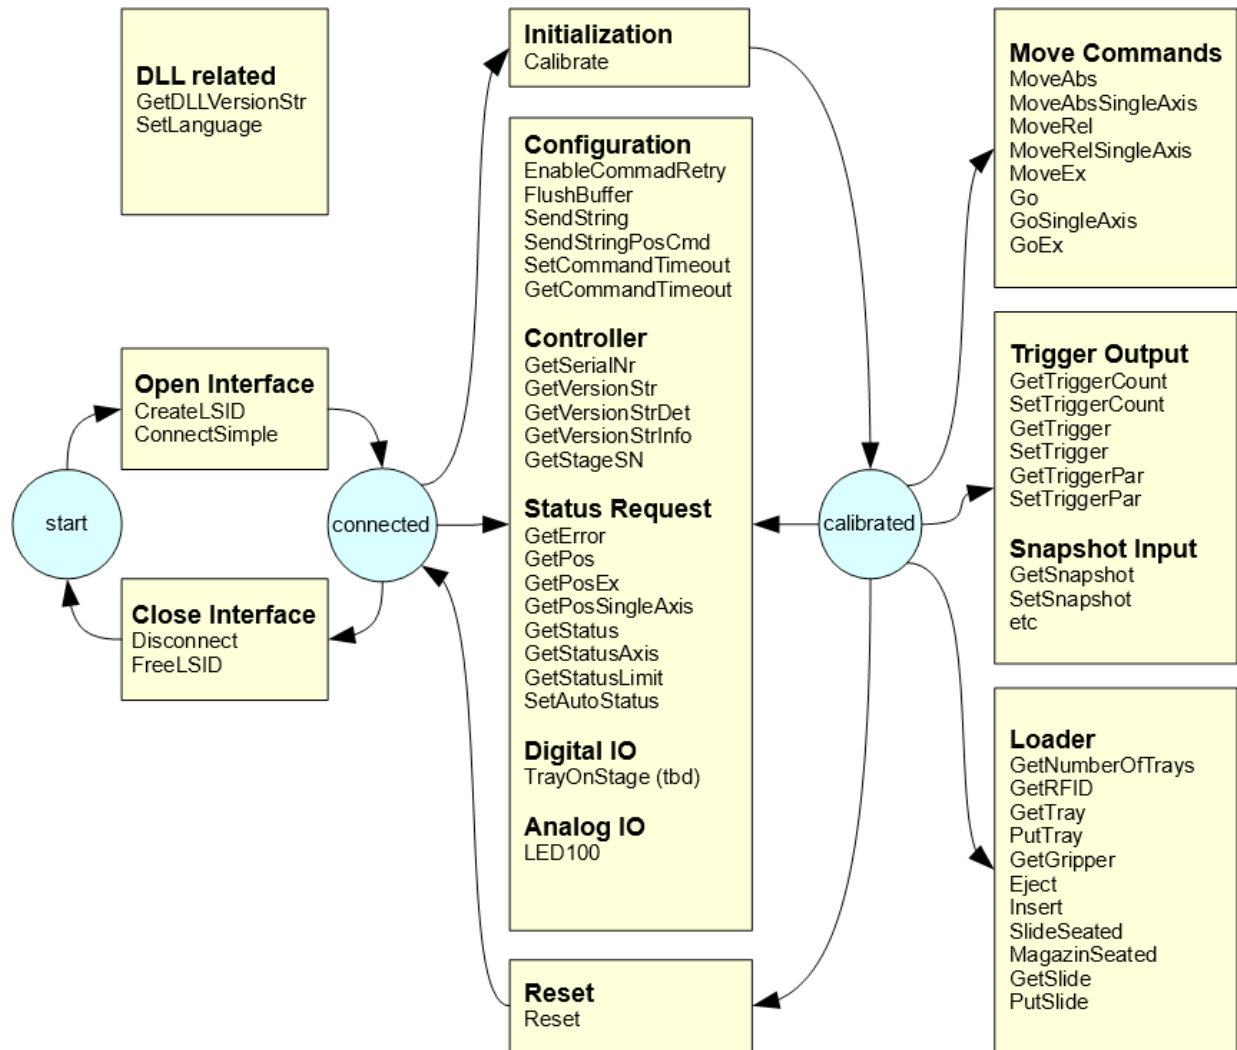 DLL related
GetDLLVersionStr
SetLanguage
Open Interface
CreateLSID
ConnectSimple
start
connected
Close Interface
Disconnect
FreeLSID
Initialization
Calibrate
Configuration
EnableCommadRetry
FlushBuffer
SendString
SendStringPosCmd
SetCommandTimeout
GetCommandTimeout
Controller
GetSerialNr
GetVersionStr
GetVersionStrDet
GetVersionStrInfo
GetStageSN
Status Request
GetError
GetPos
GetPosEx
GetPosSingleAxis
GetStatus
GetStatusAxis
GetStatusLimit
SetAutoStatus
Digital IO
TrayOnStage (tbd)
Analog IO
LED100
Reset
Reset
calibrated
Move Commands
MoveAbs
MoveAbsSingleAxis
MoveRel
MoveRelSingleAxis
MoveEx
Go
GoSingleAxis
GoEx
Trigger Output
GetTriggerCount
SetTriggerCount
GetTrigger
SetTrigger
GetTriggerPar
SetTriggerPar
Snapshot Input
GetSnapshot
SetSnapshot
etc
Loader
GetNumberOfTrays
GetRFID
GetTray
PutTray
GetGripper
Eject
Insert
SlideSeated
MagazinSeated
GetSlide
PutSlide